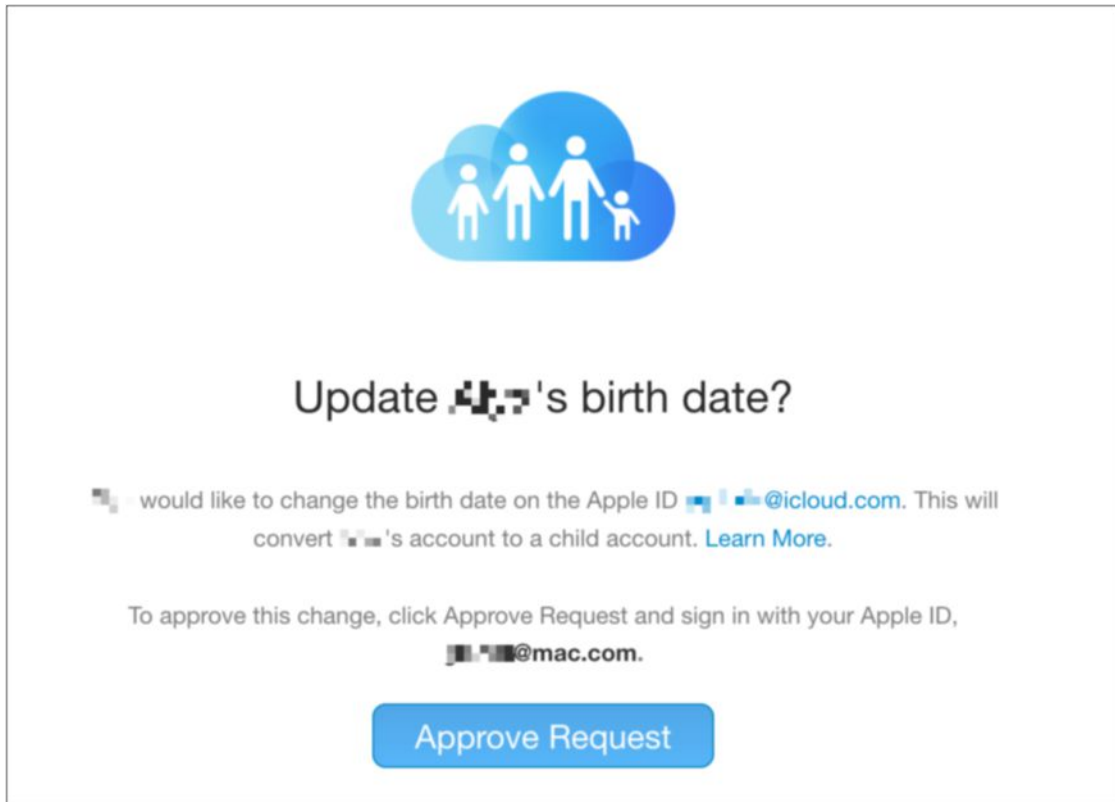 Update 's birth date?
would like to change the birth date on the Apple ID @icloud.com. This will
convert 's account to a child account. Learn More.
To approve this change, click Approve Request and sign in with your Apple ID,
@mac.com.
Approve Request